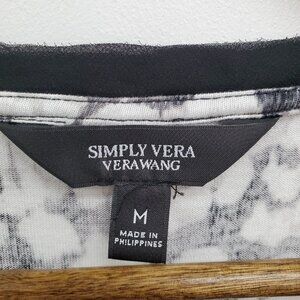 SIMPLY VERA
VERAWANG
M
MADE IN
PHILIPPINES